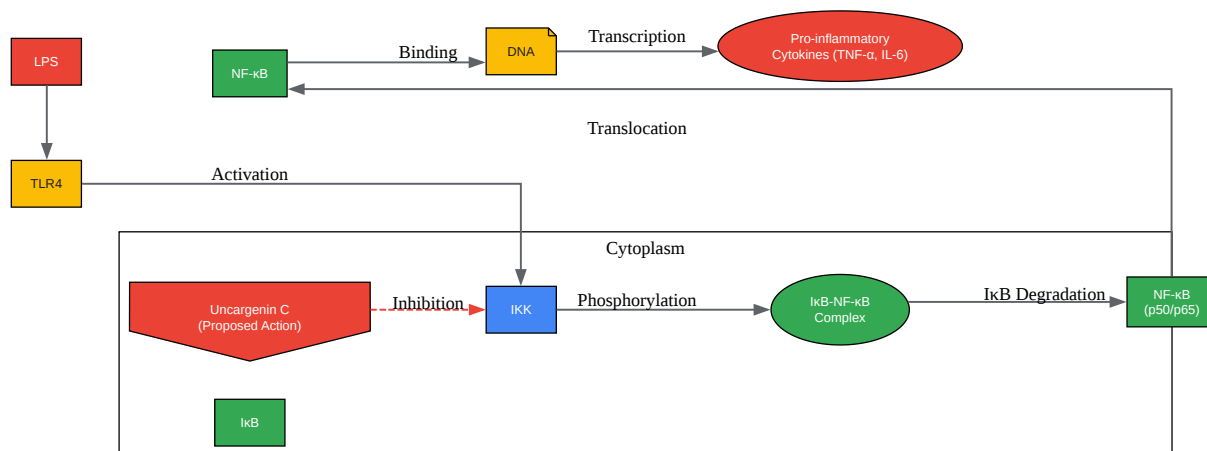 LPS
NF-κB
Binding
DNA
Transcription
Pro-inflammatory
Cytokines (TNF-α, IL-6)
Translocation
TLR4
Activation
Cytoplasm
Uncargenin C
(Proposed Action)
Inhibition
IKK
Phosphorylation
IκB-NF-κB
Complex
IκB Degradation
NF-κB
(p50/p65)
IκB